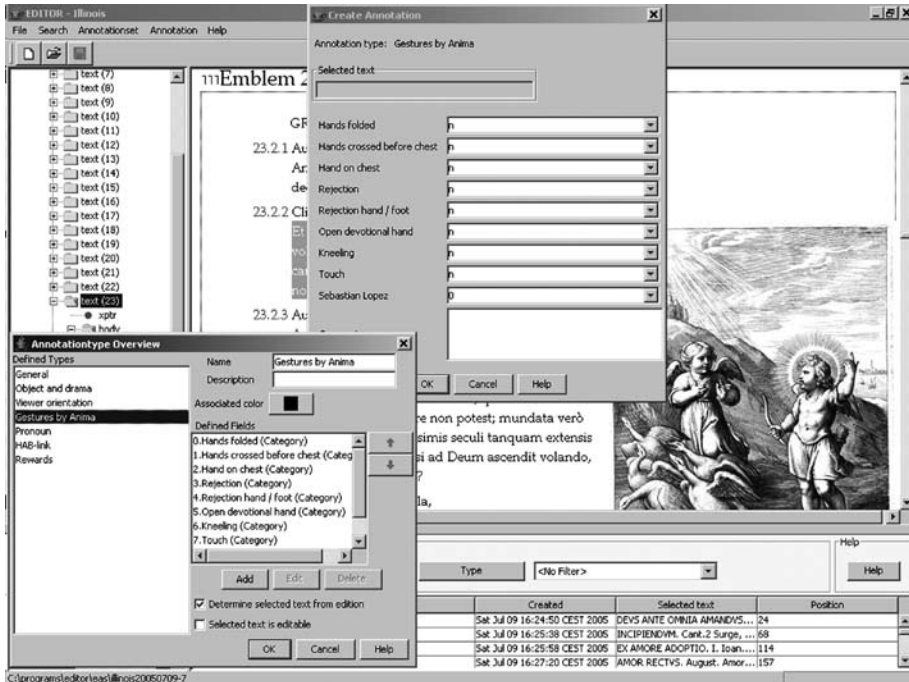 EDITOR - Illinois
File Search Annotationset Annotation Help
text (7)
text (8)
text (9)
text (10)
text (11)
text (12)
text (13)
text (14)
text (15)
text (16)
text (17)
text (18)
text (19)
text (20)
text (21)
text (22)
text (23)
xptr
body
Emblem 2
GR
23.2.1 Au
An
de
23.2.2 Cli
Et
vo
ca
no
23.2.3 Au
Create Annotation
Annotation type: Gestures by Anima
Selected text
Hands folded n
Hands crossed before chest n
Hand on chest n
Rejection n
Rejection hand / foot n
Open devotional hand n
Kneeling n
Touch n
Sebastian Lopez 0
OK Cancel Help
re non potest; mundata verò
simis seculi tanquam extensis
si ad Deum ascendit volando,
?
la,
Annotationtype Overview
Defined Types
General
Object and drama
Viewer orientation
Gestures by Anima
Pronoun
HAB-link
Rewards
Name Gestures by Anima
Description
Associated color
Defined Fields
0.Hands folded (Category)
1.Hands crossed before chest (Categ
2.Hand on chest (Category)
3.Rejection (Category)
4.Rejection hand / foot (Category)
5.Open devotional hand (Category)
6.Kneeling (Category)
7.Touch (Category)
Add Edit Delete
Determine selected text from edition
Selected text is editable
OK Cancel Help
Type <No Filter> Help
Help
Created Selected text Position
Sat Jul 09 16:24:50 CEST 2005 DEVS ANTE OMNIA AMANDVS... 24
Sat Jul 09 16:25:38 CEST 2005 INCIPIENDVM. Cant.2 Surge, ... 68
Sat Jul 09 16:25:58 CEST 2005 EX AMORE ADOPTIO. I. Ioan.... 114
Sat Jul 09 16:27:20 CEST 2005 AMOR RECTVS. August. Amor... 157
C:\programs\editor\eas\illinois20050709-7